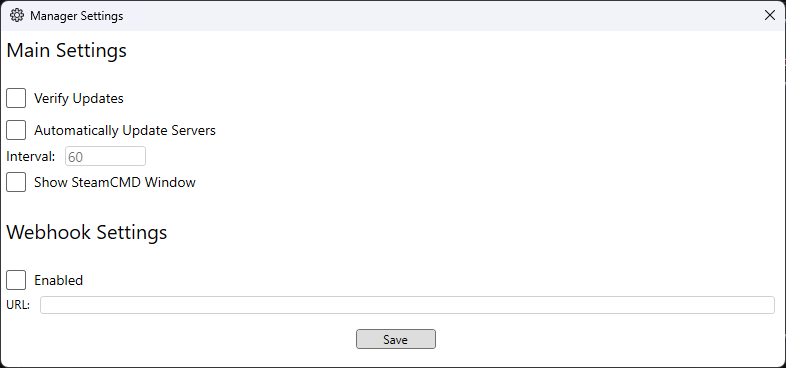 Manager Settings
Main Settings
Verify Updates
Automatically Update Servers
Interval: 60
Show SteamCMD Window
Webhook Settings
Enabled
URL:
Save